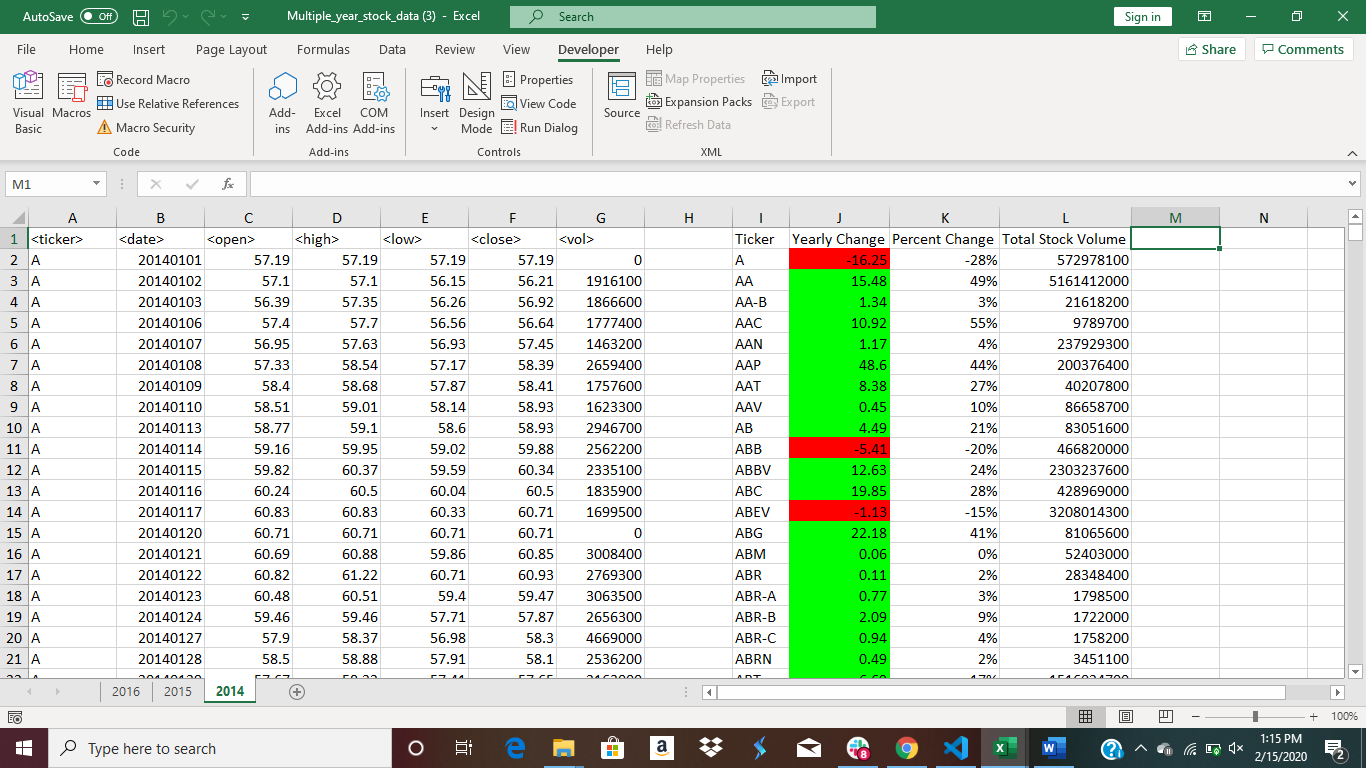 AutoSave Off Multiple_year_stock_data (3) - Excel Search Sign in
File Home Insert Page Layout Formulas Data Review View Developer Help Share Comments
Visual Basic
Macros
Record Macro
Use Relative References
Macro Security
Code
Add-ins
Excel Add-ins
COM Add-ins
Add-ins
Insert
Design Mode
Properties
View Code
Run Dialog
Controls
Source
Map Properties
Expansion Packs
Refresh Data
Import
Export
XML
M1 fx
A B C D E F G H I J K L M N
1 <ticker> <date> <open> <high> <low> <close> <vol> Ticker Yearly Change Percent Change Total Stock Volume
2 A 20140101 57.19 57.19 57.19 57.19 0 A -16.25 -28% 572978100
3 A 20140102 57.1 57.1 56.15 56.21 1916100 AA 15.48 49% 5161412000
4 A 20140103 56.39 57.35 56.26 56.92 1866600 AA-B 1.34 3% 21618200
5 A 20140106 57.4 57.7 56.56 56.64 1777400 AAC 10.92 55% 9789700
6 A 20140107 56.95 57.63 56.93 57.45 1463200 AAN 1.17 4% 237929300
7 A 20140108 57.33 58.54 57.17 58.39 2659400 AAP 48.6 44% 200376400
8 A 20140109 58.4 58.68 57.87 58.41 1757600 AAT 8.38 27% 40207800
9 A 20140110 58.51 59.01 58.14 58.93 1623300 AAV 0.45 10% 86658700
10 A 20140113 58.77 59.1 58.6 58.93 2946700 AB 4.49 21% 83051600
11 A 20140114 59.16 59.95 59.02 59.88 2562200 ABB -5.41 -20% 466820000
12 A 20140115 59.82 60.37 59.59 60.34 2335100 ABBV 12.63 24% 2303237600
13 A 20140116 60.24 60.5 60.04 60.5 1835900 ABC 19.85 28% 428969000
14 A 20140117 60.83 60.83 60.33 60.71 1699500 ABEV -1.13 -15% 3208014300
15 A 20140120 60.71 60.71 60.71 60.71 0 ABG 22.18 41% 81065600
16 A 20140121 60.69 60.88 59.86 60.85 3008400 ABM 0.06 0% 52403000
17 A 20140122 60.82 61.22 60.71 60.93 2769300 ABR 0.11 2% 28348400
18 A 20140123 60.48 60.51 59.4 59.47 3063500 ABR-A 0.77 3% 1798500
19 A 20140124 59.46 59.46 57.71 57.87 2656300 ABR-B 2.09 9% 1722000
20 A 20140127 57.9 58.37 56.98 58.3 4669000 ABR-C 0.94 4% 1758200
21 A 20140128 58.5 58.88 57.91 58.1 2536200 ABRN 0.49 2% 3451100
2016 2015 2014
100%
Type here to search
a
8
1:15 PM
2/15/2020
2